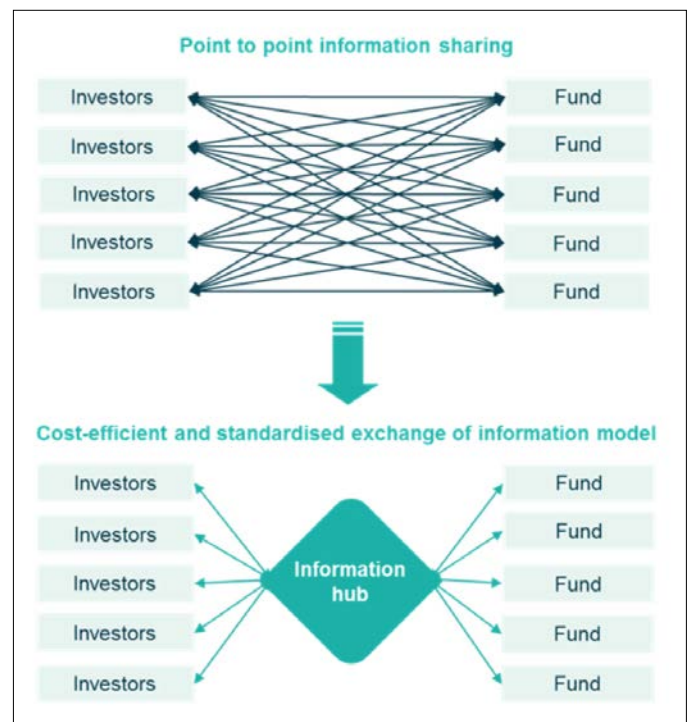 Point to point information sharing
Investors
Fund
Investors
Fund
Investors
Fund
Investors
Fund
Investors
Fund
Cost-efficient and standardised exchange of information model
Investors
Fund
Investors
Fund
Investors
Information
hub
Fund
Investors
Fund
Investors
Fund